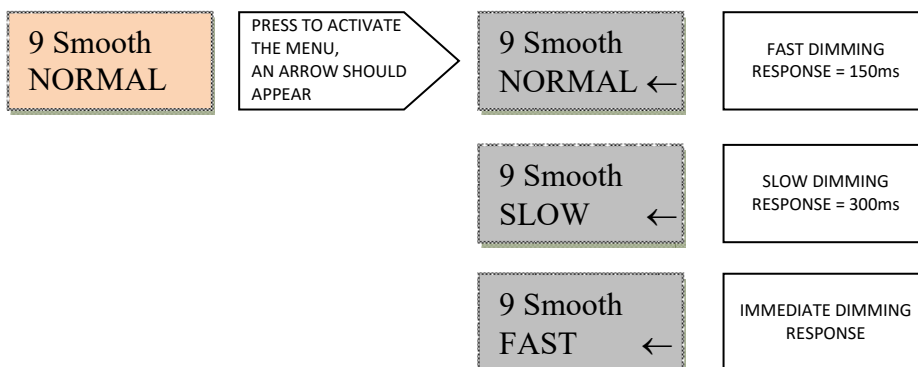 9 Smooth
NORMAL
PRESS TO ACTIVATE
THE MENU,
AN ARROW SHOULD
APPEAR
9 Smooth
NORMAL ←
FAST DIMMING
RESPONSE = 150ms
9 Smooth
SLOW ←
SLOW DIMMING
RESPONSE = 300ms
9 Smooth
FAST ←
IMMEDIATE DIMMING
RESPONSE